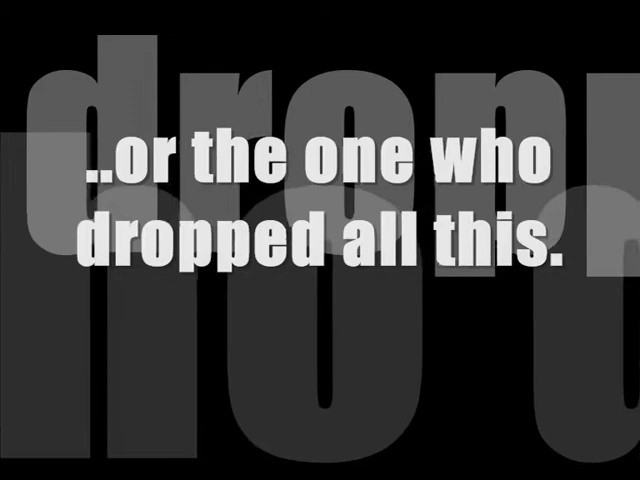 ..or the one who
dropped all this.